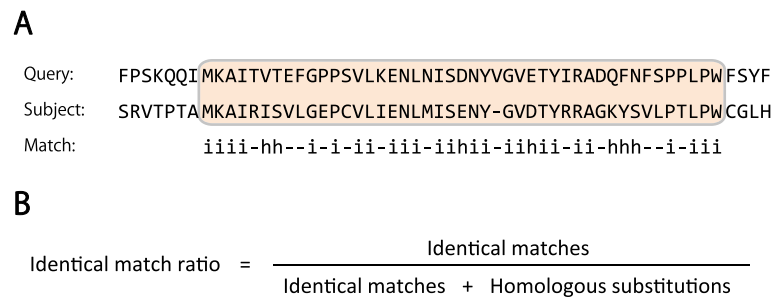 A
Query: FPSKQQIMKAITVTEFGPPSVLKENLNISDNYVGVETYIRADQFNFSPPLPWFSYF
Subject: SRVTPTAMKAIRISVLGEPCVLIENLMISENY-GVDTYRRAGKYSVLPTLPWCGLH
Match: iiii-hh--i-i-ii-iii-iihii-iihii-ii-hhh--i-iii
B
Identical match ratio = Identical matches
Identical matches + Homologous substitutions